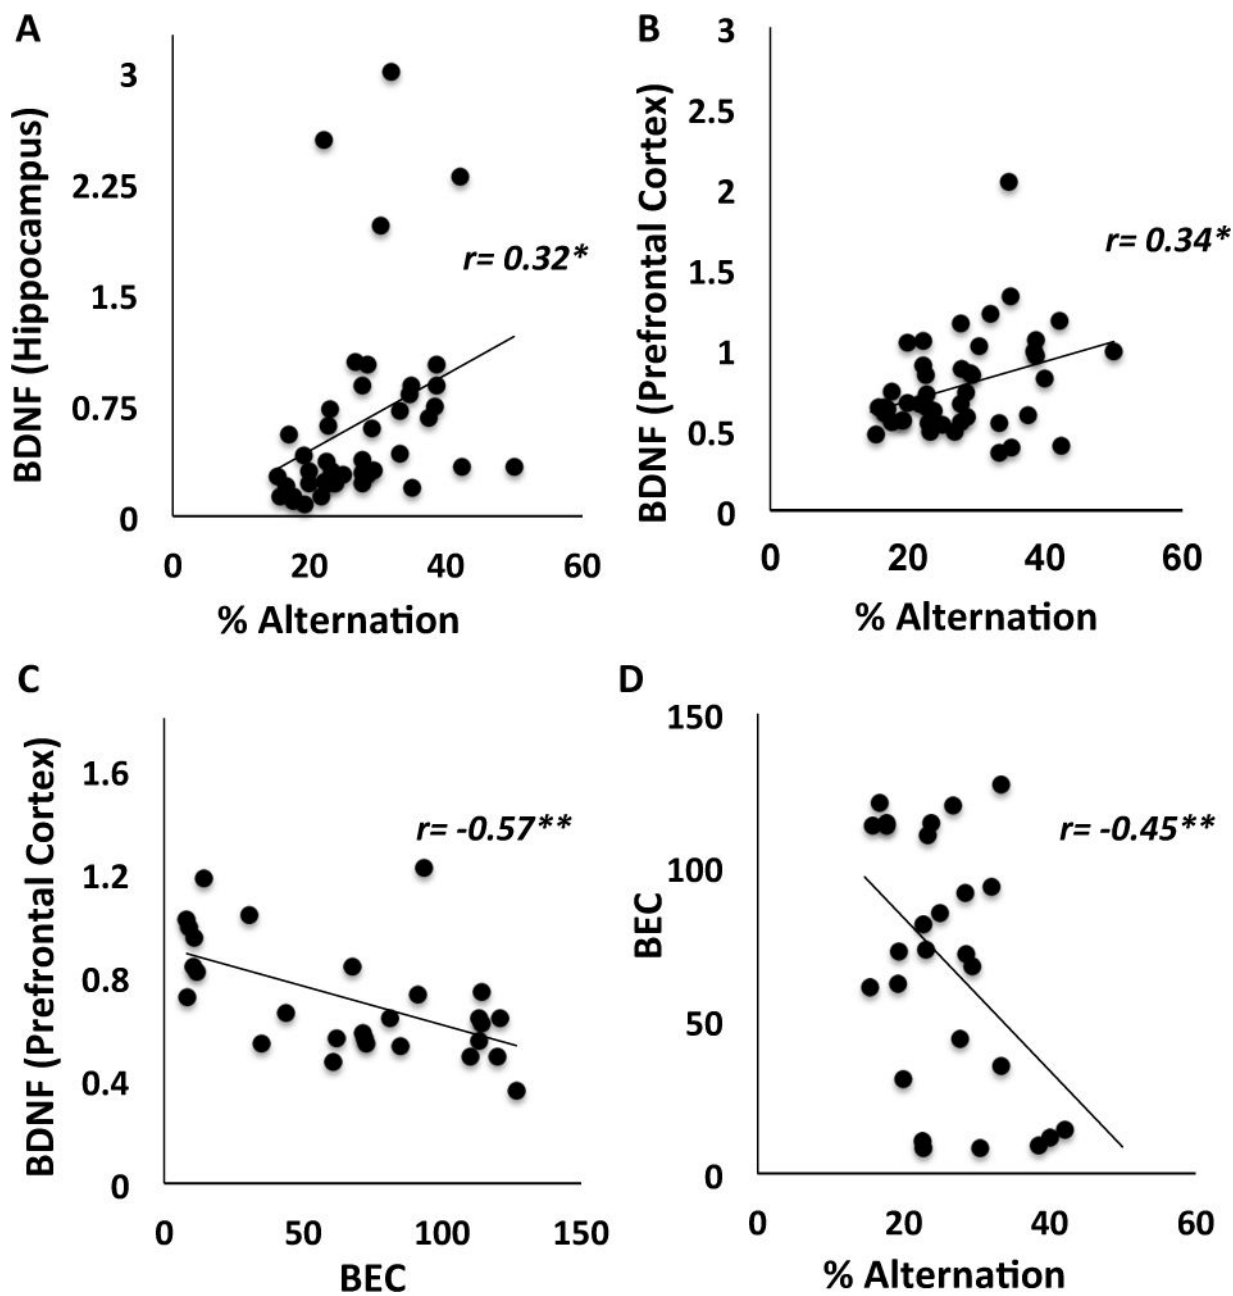 A
BDNF (Hippocampus)
3
2.25
1.5
0.75
0
r= 0.32*
0 20 40 60
% Alternation
B
BDNF (Prefrontal Cortex)
3
2.5
2
1.5
1
0.5
0
r= 0.34*
0 20 40 60
% Alternation
C
BDNF (Prefrontal Cortex)
1.6
1.2
0.8
0.4
0
r= -0.57**
0 50 100 150
BEC
D
BEC
150
100
50
0
r= -0.45**
0 20 40 60
% Alternation